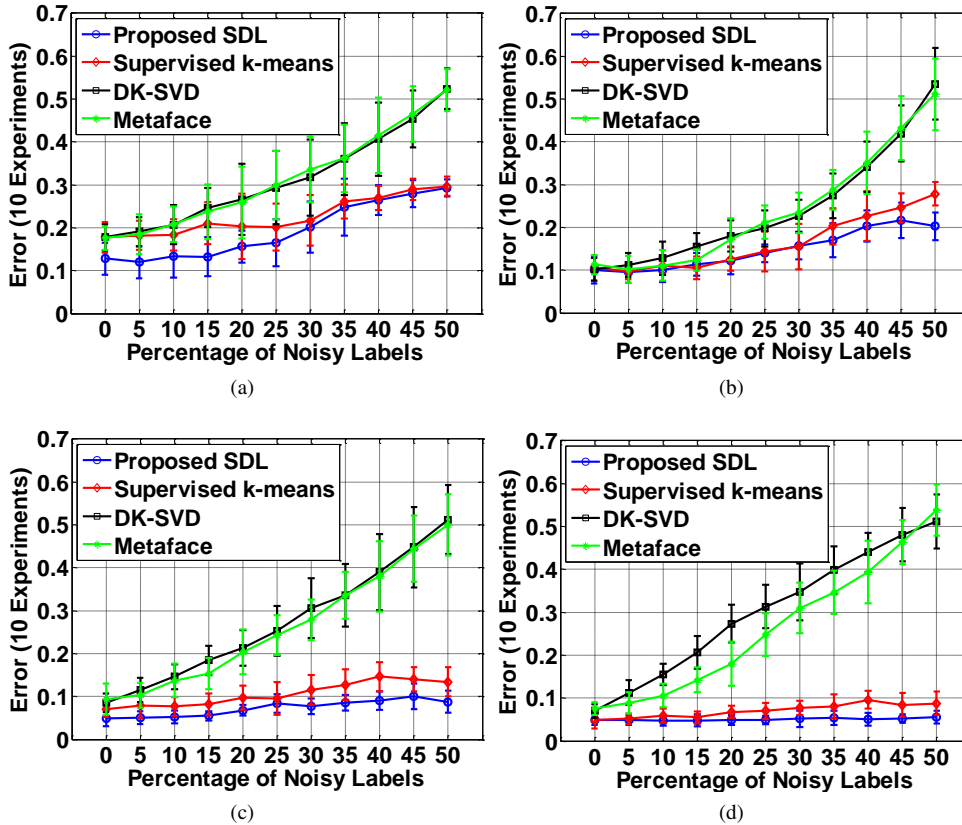 Error (10 Experiments)
0.7
0.6
0.5
0.4
0.3
0.2
0.1
0
Proposed SDL
Supervised k-means
DK-SVD
Metaface
0 5 10 15 20 25 30 35 40 45 50
Percentage of Noisy Labels
(a)
Error (10 Experiments)
0.7
0.6
0.5
0.4
0.3
0.2
0.1
0
Proposed SDL
Supervised k-means
DK-SVD
Metaface
0 5 10 15 20 25 30 35 40 45 50
Percentage of Noisy Labels
(b)
Error (10 Experiments)
0.7
0.6
0.5
0.4
0.3
0.2
0.1
0
Proposed SDL
Supervised k-means
DK-SVD
Metaface
0 5 10 15 20 25 30 35 40 45 50
Percentage of Noisy Labels
(c)
Error (10 Experiments)
0.7
0.6
0.5
0.4
0.3
0.2
0.1
0
Proposed SDL
Supervised k-means
DK-SVD
Metaface
0 5 10 15 20 25 30 35 40 45 50
Percentage of Noisy Labels
(d)